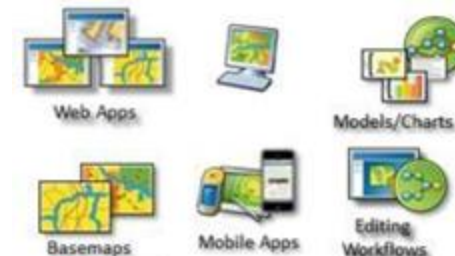 Web Apps
Models/Charts
Basemaps
Mobile Apps
Editing
Workflows